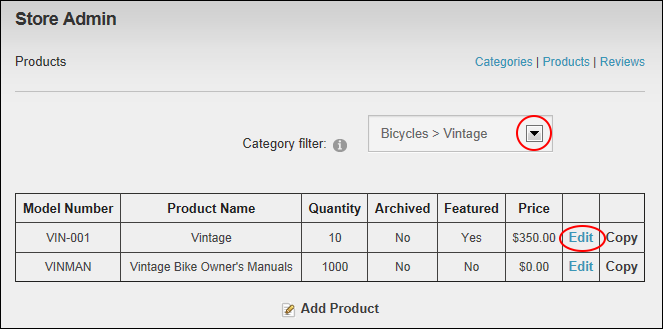 Store Admin
Products
Categories | Products | Reviews
Category filter:
Bicycles > Vintage
Model Number Product Name Quantity Archived Featured Price
VIN-001 Vintage 10 No Yes $350.00 Edit Copy
VINMAN Vintage Bike Owner's Manuals 1000 No No $0.00 Edit Copy
Add Product